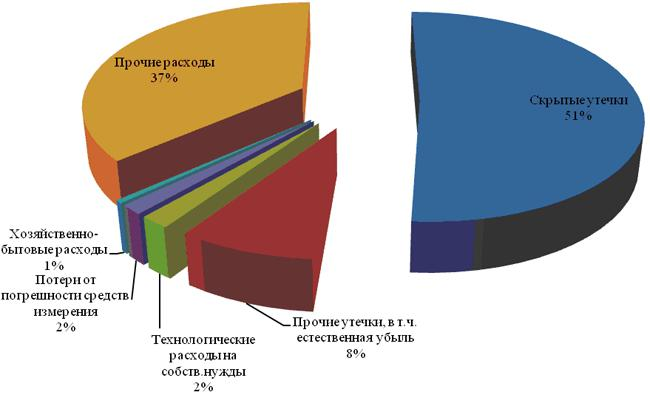 Прочие расходы
37%
Скрытые утечки
51%
Хозяйственно-
бытовые расходы
1%
Потери от
погрешности средств
измерения
2%
Технологические
расходы на
собств.нужды
2%
Прочие утечки, в т.ч.
естественная убыль
8%